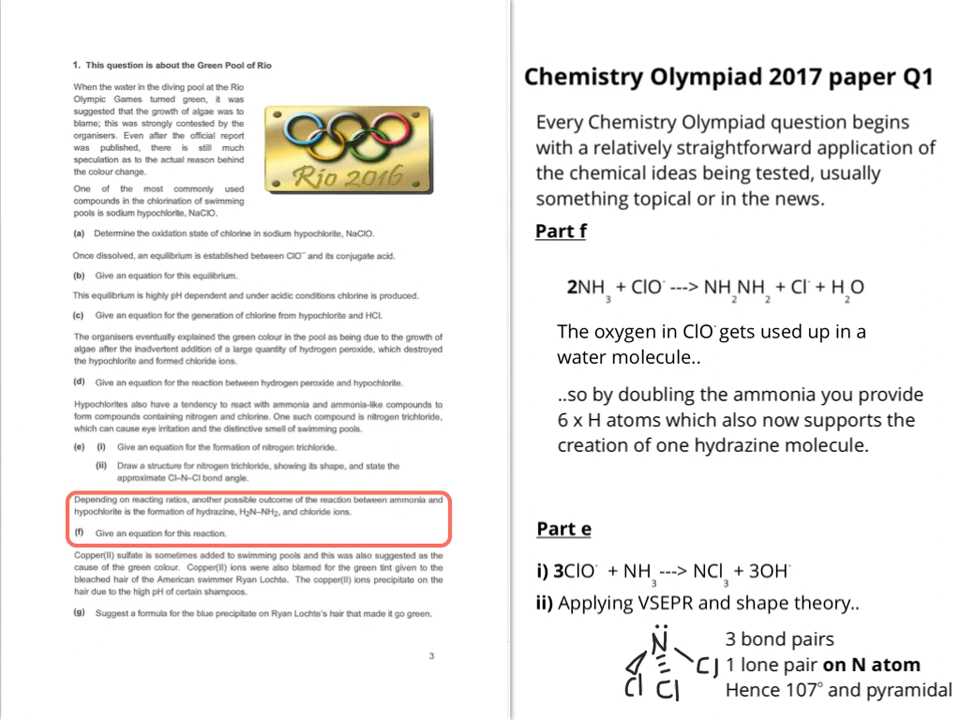 1. This question is about the Green Pool of Rio
When the water in the diving pool at the Rio
Olympic Games turned green, it was
suggested that the growth of algae was to
blame; this was strongly contested by the
organisers. Even after the official report
was published, there is still much
speculation as to the actual reason behind
the colour change.
Rio 2016
One of the most commonly used
compounds in the chlorination of swimming
pools is sodium hypochlorite, NaClO.
(a) Determine the oxidation state of chlorine in sodium hypochlorite, NaClO.
Once dissolved, an equilibrium is established between ClO⁻ and its conjugate acid.
(b) Give an equation for this equilibrium.
This equilibrium is highly pH dependent and under acidic conditions chlorine is produced.
(c) Give an equation for the generation of chlorine from hypochlorite and HCl.
The organisers eventually explained the green colour in the pool as being due to the growth of
algae after the inadvertent addition of a large quantity of hydrogen peroxide, which destroyed
the hypochlorite and formed chloride ions.
(d) Give an equation for the reaction between hydrogen peroxide and hypochlorite.
Hypochlorites also have a tendency to react with ammonia and ammonia-like compounds to
form compounds containing nitrogen and chlorine. One such compound is nitrogen trichloride,
which can cause eye irritation and the distinctive smell of swimming pools.
(e) (i) Give an equation for the formation of nitrogen trichloride.
(ii) Draw a structure for nitrogen trichloride, showing its shape, and state the
approximate Cl–N–Cl bond angle.
Depending on reacting ratios, another possible outcome of the reaction between ammonia and
hypochlorite is the formation of hydrazine, H₂N–NH₂, and chloride ions.
(f) Give an equation for this reaction.
Copper(II) sulfate is sometimes added to swimming pools and this was also suggested as the
cause of the green colour. Copper(II) ions were also blamed for the green tint given to the
bleached hair of the American swimmer Ryan Lochte. The copper(II) ions precipitate on the
hair due to the high pH of certain shampoos.
(g) Suggest a formula for the blue precipitate on Ryan Lochte's hair that made it go green.
3
Chemistry Olympiad 2017 paper Q1
Every Chemistry Olympiad question begins
with a relatively straightforward application of
the chemical ideas being tested, usually
something topical or in the news.
Part f
2NH₃ + ClO⁻ ---> NH₂NH₂ + Cl⁻ + H₂O
The oxygen in ClO⁻ gets used up in a
water molecule..
..so by doubling the ammonia you provide
6 x H atoms which also now supports the
creation of one hydrazine molecule.
Part e
i) 3ClO⁻ + NH₃ ---> NCl₃ + 3OH⁻
ii) Applying VSEPR and shape theory..
N
Cl Cl Cl
3 bond pairs
1 lone pair on N atom
Hence 107° and pyramidal